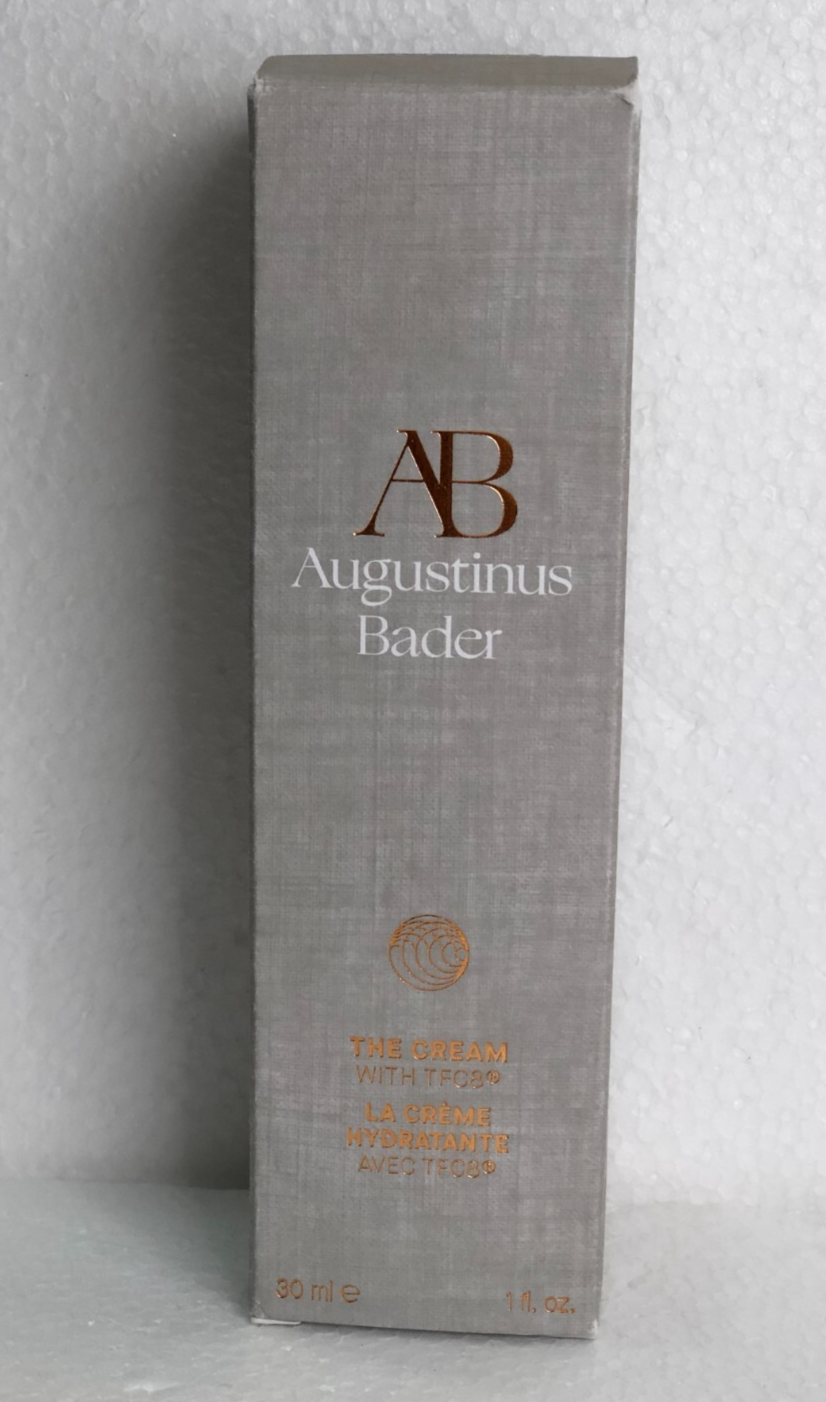 AB
Augustinus
Bader
THE CREAM
WITH TFC8®
LA CRÈME
HYDRATANTE
AVEC TFC8®
30 ml ℮ 1 fl. oz.